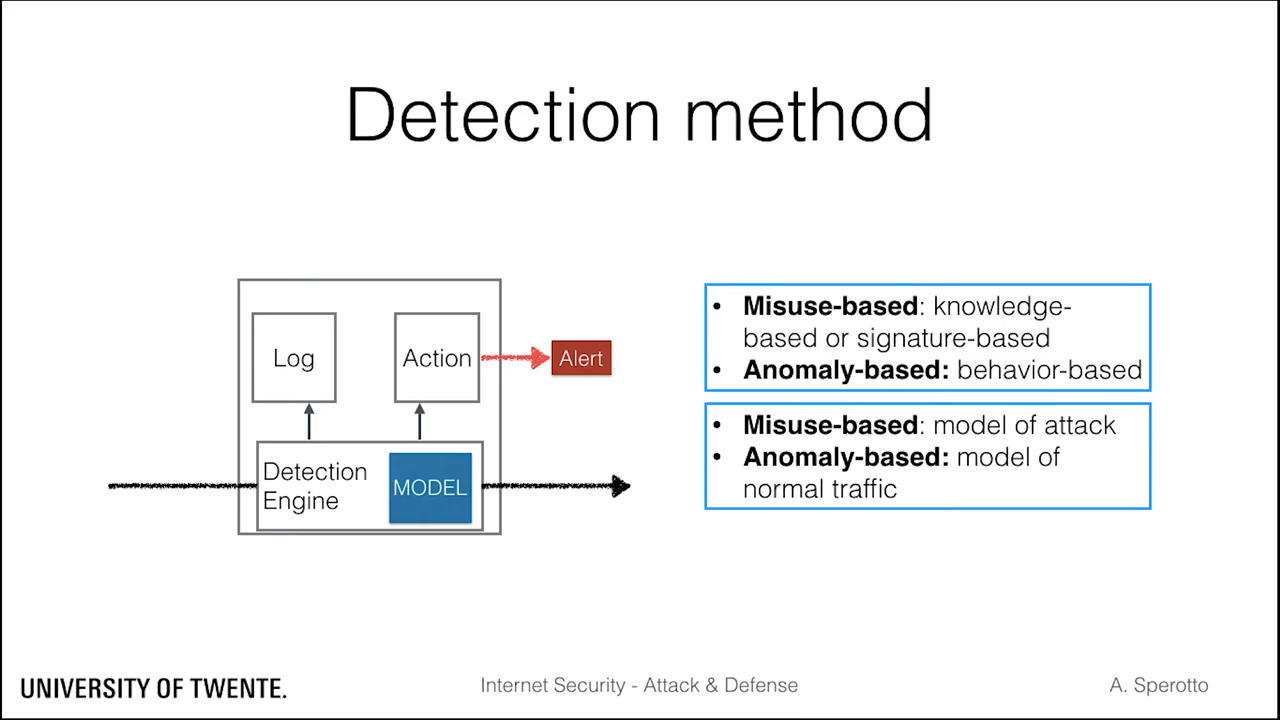 Detection method
Log
Action
Alert
Detection
Engine
MODEL
• Misuse-based: knowledge-
based or signature-based
• Anomaly-based: behavior-based
• Misuse-based: model of attack
• Anomaly-based: model of
normal traffic
UNIVERSITY OF TWENTE.
Internet Security - Attack & Defense
A. Sperotto